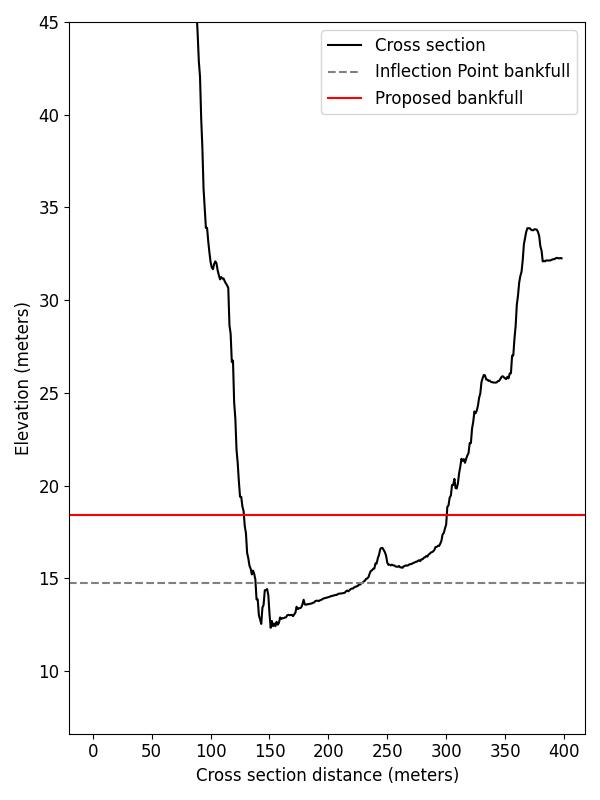 45
40
35
30
25
20
15
10
Elevation (meters)
Cross section
Inflection Point bankfull
Proposed bankfull
0 50 100 150 200 250 300 350 400
Cross section distance (meters)